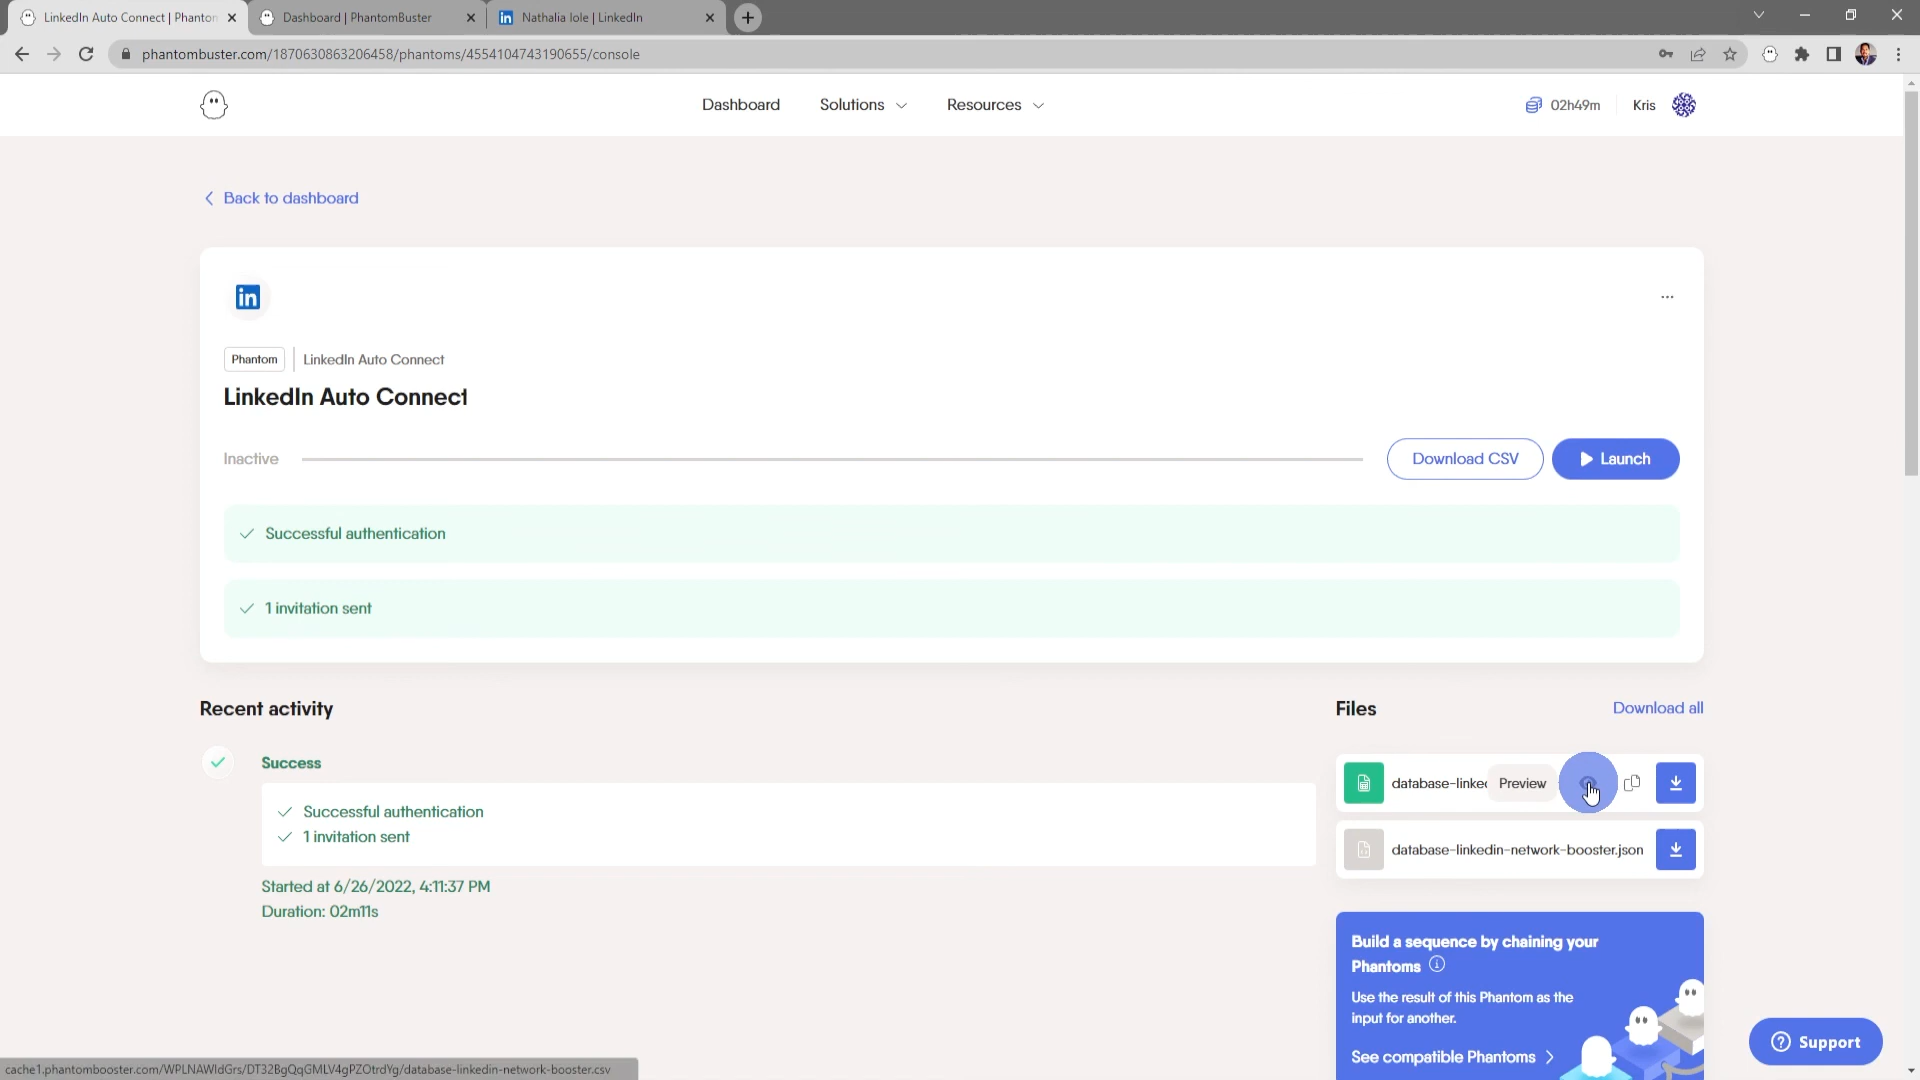 LinkedIn Auto Connect | Phantom
Dashboard | PhantomBuster
Nathalia Iole | LinkedIn
phantombuster.com/1870630863206458/phantoms/4554104743190655/console
Dashboard
Solutions
Resources
02h49m
Kris
Back to dashboard
in
Phantom
LinkedIn Auto Connect
LinkedIn Auto Connect
Inactive
Download CSV
Launch
Successful authentication
1 invitation sent
Recent activity
Files
Download all
Success
Successful authentication
1 invitation sent
Started at 6/26/2022, 4:11:37 PM
Duration: 02m11s
database-linked
Preview
database-linkedin-network-booster.json
Build a sequence by chaining your
Phantoms
Use the result of this Phantom as the
input for another.
See compatible Phantoms
Support
cache1.phantombooster.com/WPLNAWIdGrs/DT32BgQqGMLV4gPZOtrdYg/database-linkedin-network-booster.csv